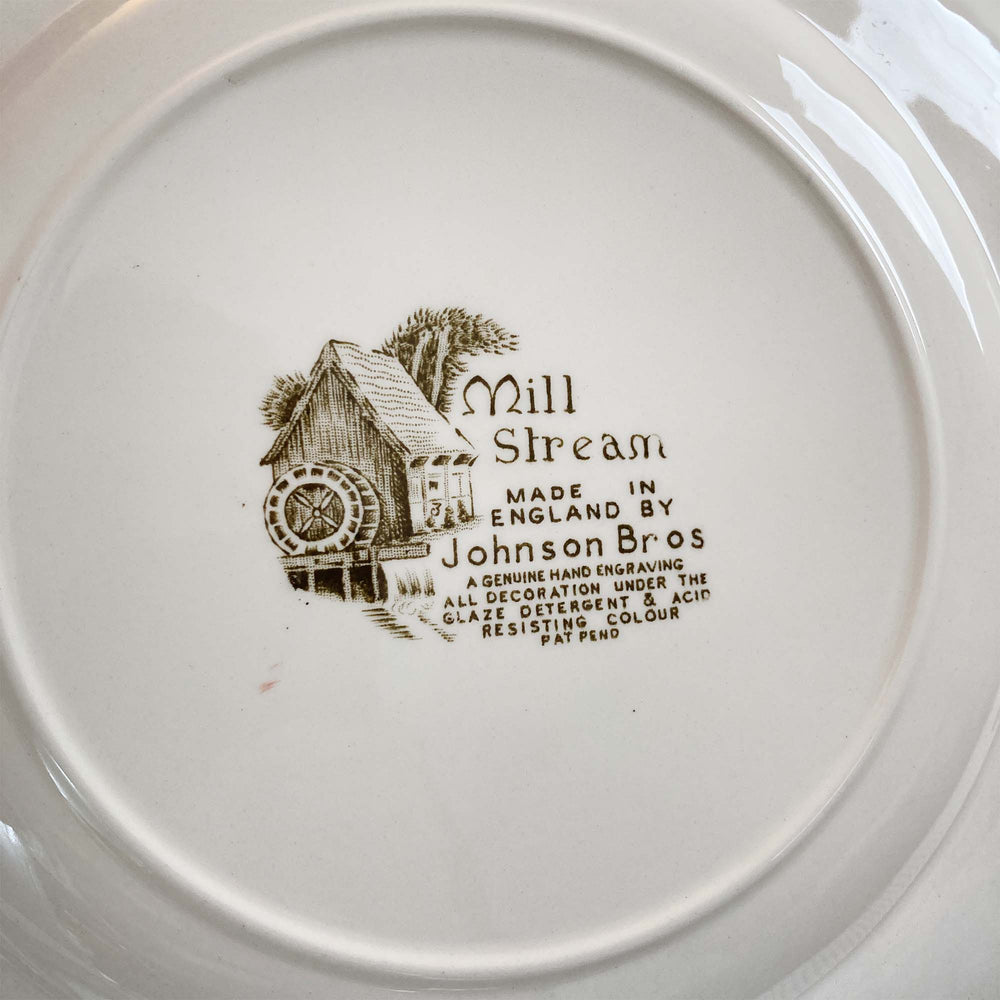 Mill
Stream
MADE IN
ENGLAND BY
Johnson Bros
A GENUINE HAND ENGRAVING
ALL DECORATION UNDER THE
GLAZE DETERGENT & ACID
RESISTING COLOUR
PAT PEND